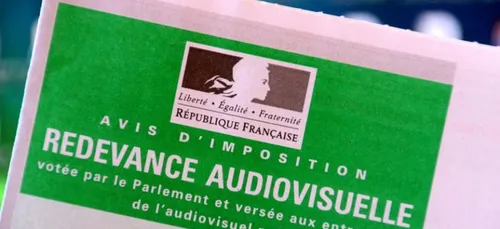 Liberté • Égalité • Fraternité
RÉPUBLIQUE FRANÇAISE
AVIS D'IMPOSITION
REDEVANCE AUDIOVISUELLE
votée par le Parlement et versée aux
de l'audiovisuel